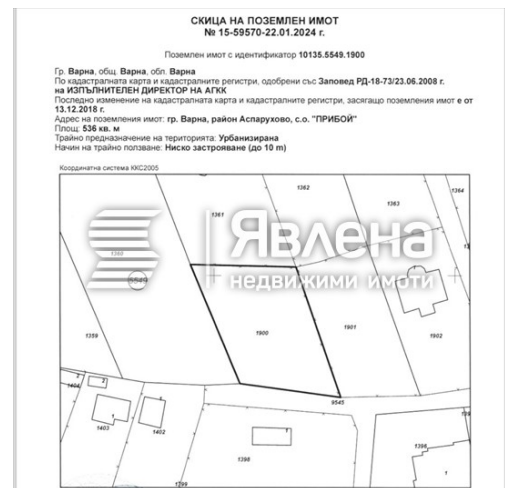 СКИЦА НА ПОЗЕМЛЕН ИМОТ
№ 15-59570-22.01.2024 г.
Поземлен имот с идентификатор 10135.5549.1900
Гр. Варна, общ. Варна, обл. Варна
По кадастралната карта и кадастралните регистри, одобрени със Заповед РД-18-73/23.06.2008 г.
на ИЗПЪЛНИТЕЛЕН ДИРЕКТОР НА АГКК
Последно изменение на кадастралната карта и кадастралните регистри, засягащо поземления имот е от
13.12.2018 г.
Адрес на поземления имот: гр. Варна, район Аспарухово, с.о. "ПРИБОЙ"
Площ: 536 кв. м
Трайно предназначение на територията: Урбанизирана
Начин на трайно ползване: Ниско застрояване (до 10 m)
Координатна система ККС2005
1362
1364
1363
1361
Явлена
недвижими имоти
1360
5549
1359
1900
1901
1902
2
2
1404
1
1403
1
1402
9545
1
1398
1396
1
1399